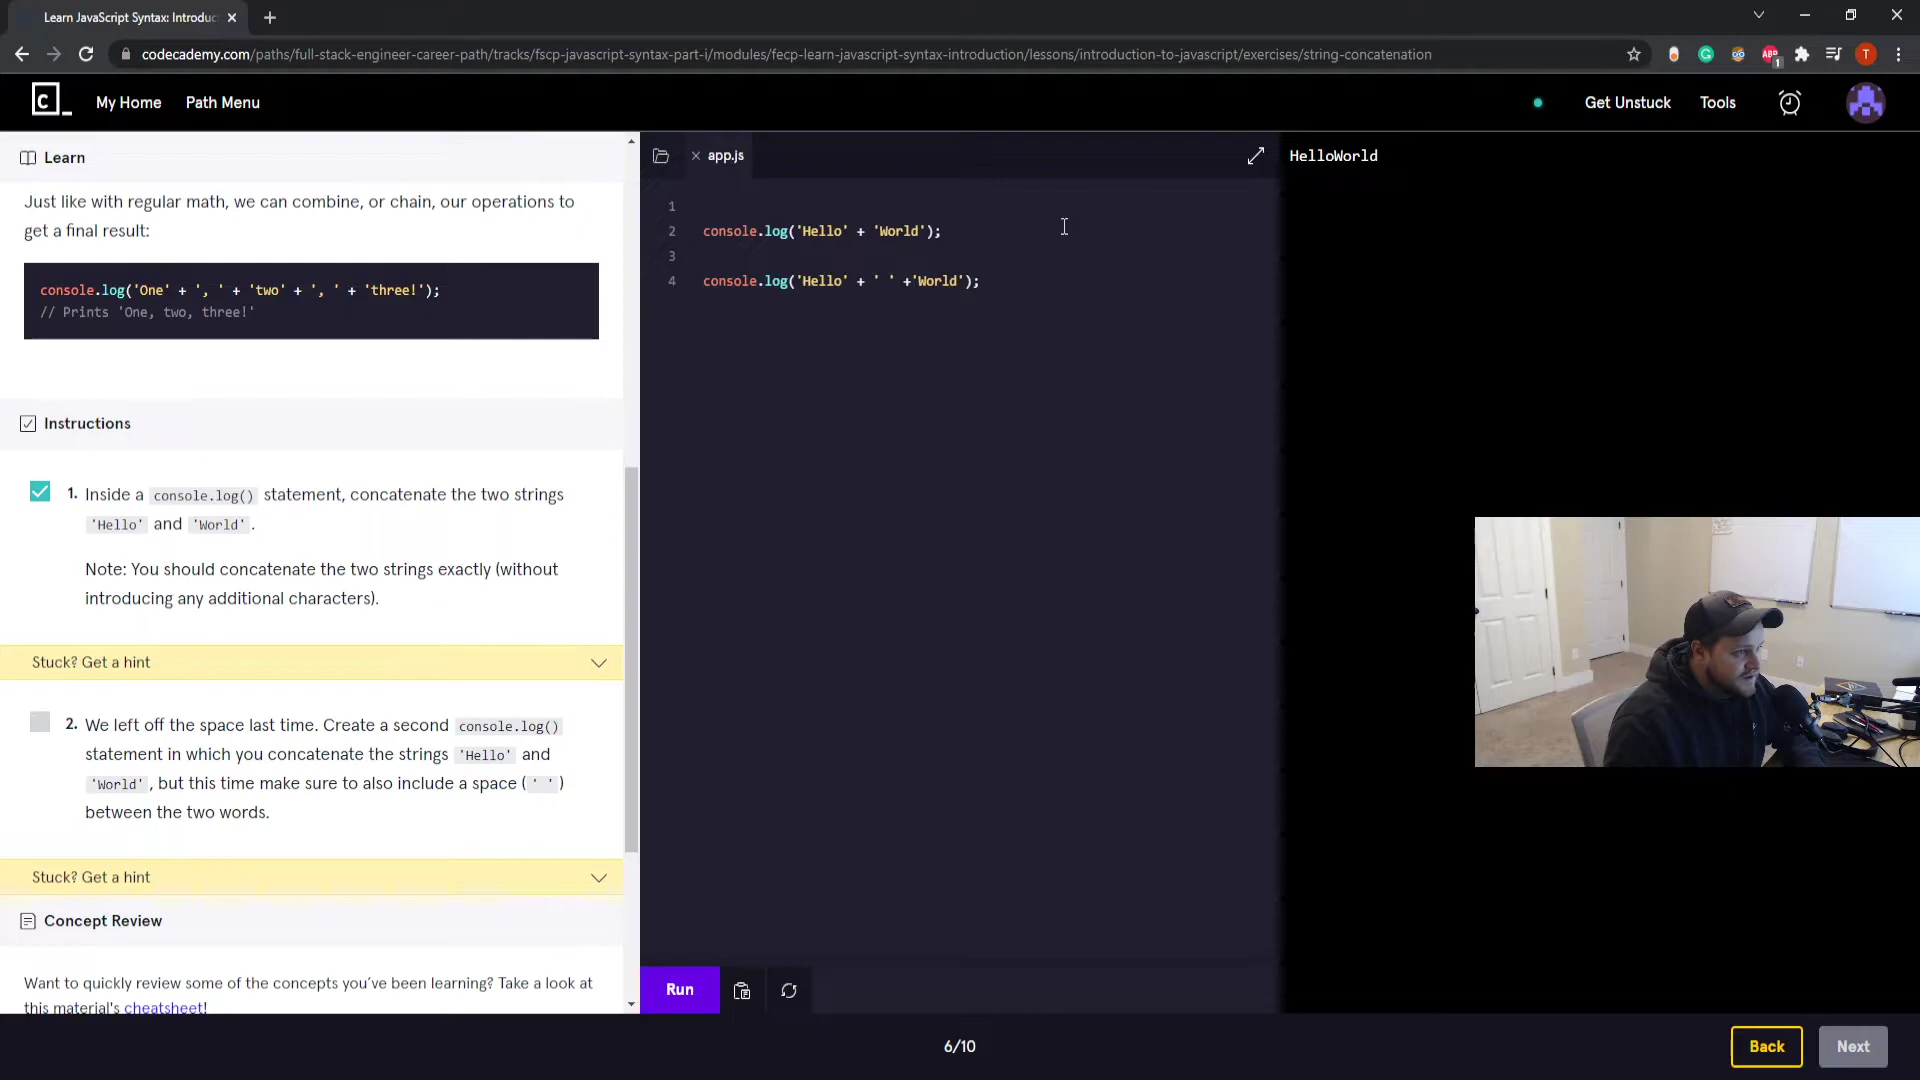 Learn JavaScript Syntax: Introduc
codecademy.com/paths/full-stack-engineer-career-path/tracks/fscp-javascript-syntax-part-i/modules/fecp-learn-javascript-syntax-introduction/lessons/introduction-to-javascript/exercises/string-concatenation
ABP
1
T
C_
My Home
Path Menu
Get Unstuck
Tools
Learn
Just like with regular math, we can combine, or chain, our operations to
get a final result:
console.log('One' + ', ' + 'two' + ', ' + 'three!');
// Prints 'One, two, three!'
Instructions
1. Inside a console.log() statement, concatenate the two strings
'Hello' and 'World'.
Note: You should concatenate the two strings exactly (without
introducing any additional characters).
Stuck? Get a hint
2. We left off the space last time. Create a second console.log()
statement in which you concatenate the strings 'Hello' and
'World', but this time make sure to also include a space (' ')
between the two words.
Stuck? Get a hint
Concept Review
Want to quickly review some of the concepts you've been learning? Take a look at
this material's cheatsheet!
app.js
1
2 console.log('Hello' + 'World');
3
4 console.log('Hello' + ' ' +'World');
Run
HelloWorld
6/10
Back
Next